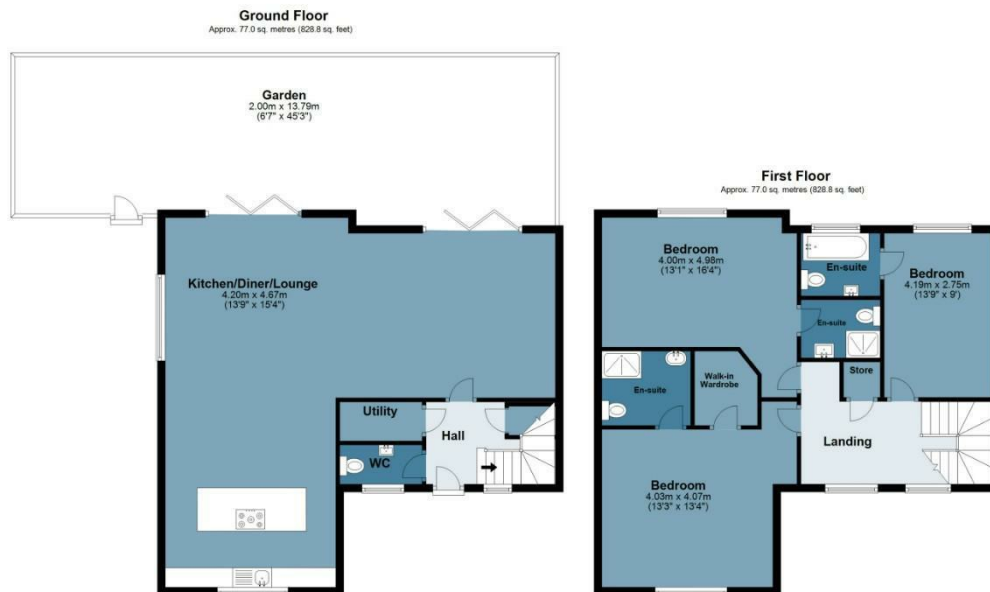 Ground Floor
Approx. 77.0 sq. metres (828.8 sq. feet)
Garden
2.00m x 13.79m
(6'7" x 45'3")
Kitchen/Diner/Lounge
4.20m x 4.67m
(13'9" x 15'4")
Utility
Hall
WC
First Floor
Approx. 77.0 sq. metres (828.8 sq. feet)
Bedroom
4.00m x 4.98m
(13'1" x 16'4")
En-suite
Bedroom
4.19m x 2.75m
(13'9" x 9')
En-suite
En-suite
Walk-in
Wardrobe
Store
Landing
Bedroom
4.03m x 4.07m
(13'3" x 13'4")